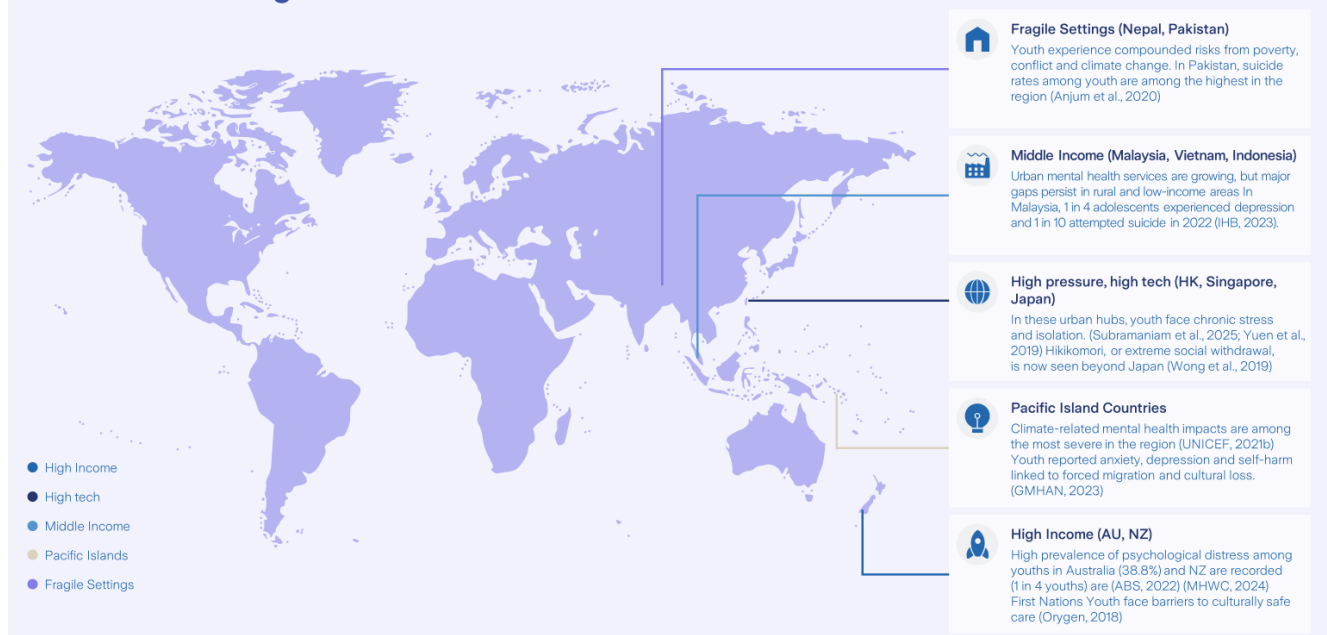 Fragile Settings (Nepal, Pakistan)
Youth experience compounded risks from poverty,
conflict and climate change. In Pakistan, suicide
rates among youth are among the highest in the
region (Anjum et al., 2020)
Middle Income (Malaysia, Vietnam, Indonesia)
Urban mental health services are growing, but major
gaps persist in rural and low-income areas In
Malaysia, 1 in 4 adolescents experienced depression
and 1 in 10 attempted suicide in 2022 (IHB, 2023).
High pressure, high tech (HK, Singapore,
Japan)
In these urban hubs, youth face chronic stress
and isolation. (Subramaniam et al., 2025; Yuen et al.,
2019) Hikikomori, or extreme social withdrawal,
is now seen beyond Japan (Wong et al., 2019)
Pacific Island Countries
Climate-related mental health impacts are among
the most severe in the region (UNICEF, 2021b)
Youth reported anxiety, depression and self-harm
linked to forced migration and cultural loss.
(GMHAN, 2023)
High Income (AU, NZ)
High prevalence of psychological distress among
youths in Australia (38.8%) and NZ are recorded
(1 in 4 youths) are (ABS, 2022) (MHWC, 2024)
First Nations Youth face barriers to culturally safe
care (Orygen, 2018)
High Income
High tech
Middle Income
Pacific Islands
Fragile Settings